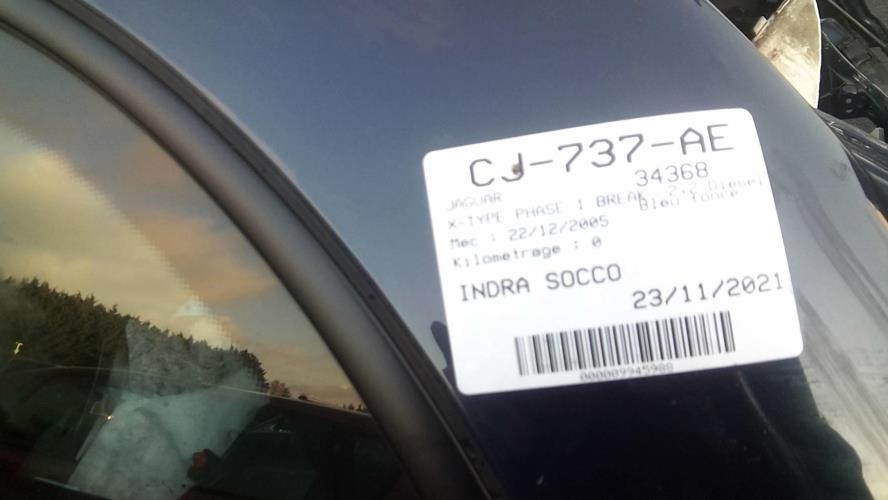 CJ-737-AE
34368
JAGUAR
X-TYPE PHASE 1 BREAK 2.2 Diesel
Bleu fonce
Mec : 22/12/2005
Kilometrage : 0
INDRA SOCCO
23/11/2021
000009945988